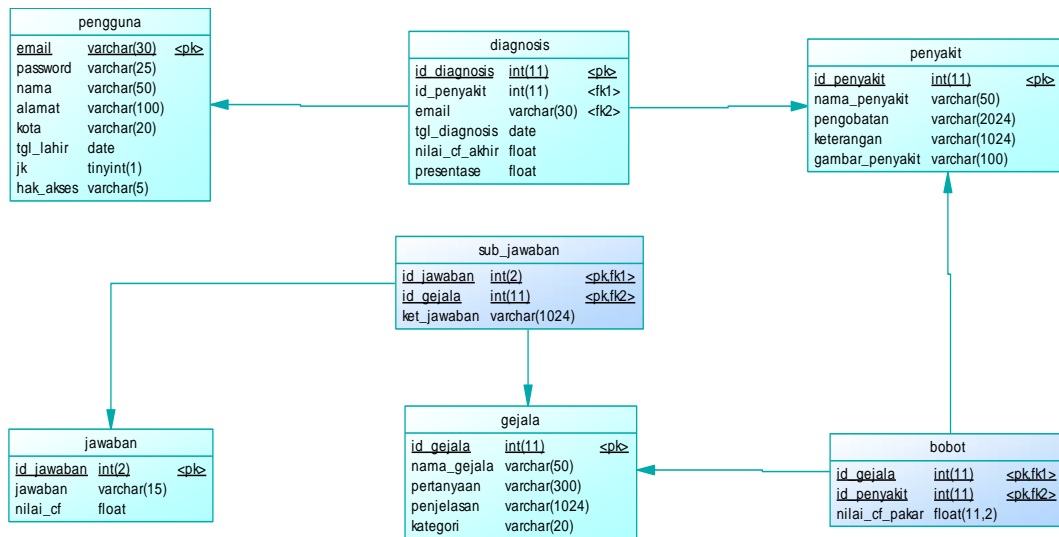 pengguna
email varchar(30) <pk>
password varchar(25)
nama varchar(50)
alamat varchar(100)
kota varchar(20)
tgl_lahir date
jk tinyint(1)
hak_akses varchar(5)
diagnosis
id_diagnosis int(11) <pk>
id_penyakit int(11) <fk1>
email varchar(30) <fk2>
tgl_diagnosis date
nilai_cf_akhir float
presentase float
penyakit
id_penyakit int(11) <pk>
nama_penyakit varchar(50)
pengobatan varchar(2024)
keterangan varchar(1024)
gambar_penyakit varchar(100)
sub_jawaban
id_jawaban int(2) <pk,fk1>
id_gejala int(11) <pk,fk2>
ket_jawaban varchar(1024)
jawaban
id_jawaban int(2) <pk>
jawaban varchar(15)
nilai_cf float
gejala
id_gejala int(11) <pk>
nama_gejala varchar(50)
pertanyaan varchar(300)
penjelasan varchar(1024)
kategori varchar(20)
bobot
id_gejala int(11) <pk,fk1>
id_penyakit int(11) <pk,fk2>
nilai_cf_pakar float(11,2)